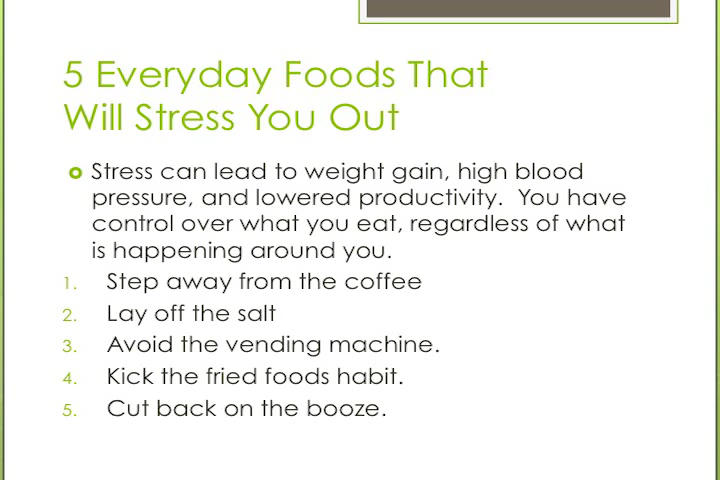 5 Everyday Foods That
Will Stress You Out
Stress can lead to weight gain, high blood
pressure, and lowered productivity.  You have
control over what you eat, regardless of what
is happening around you.
1. Step away from the coffee
2. Lay off the salt
3. Avoid the vending machine.
4. Kick the fried foods habit.
5. Cut back on the booze.